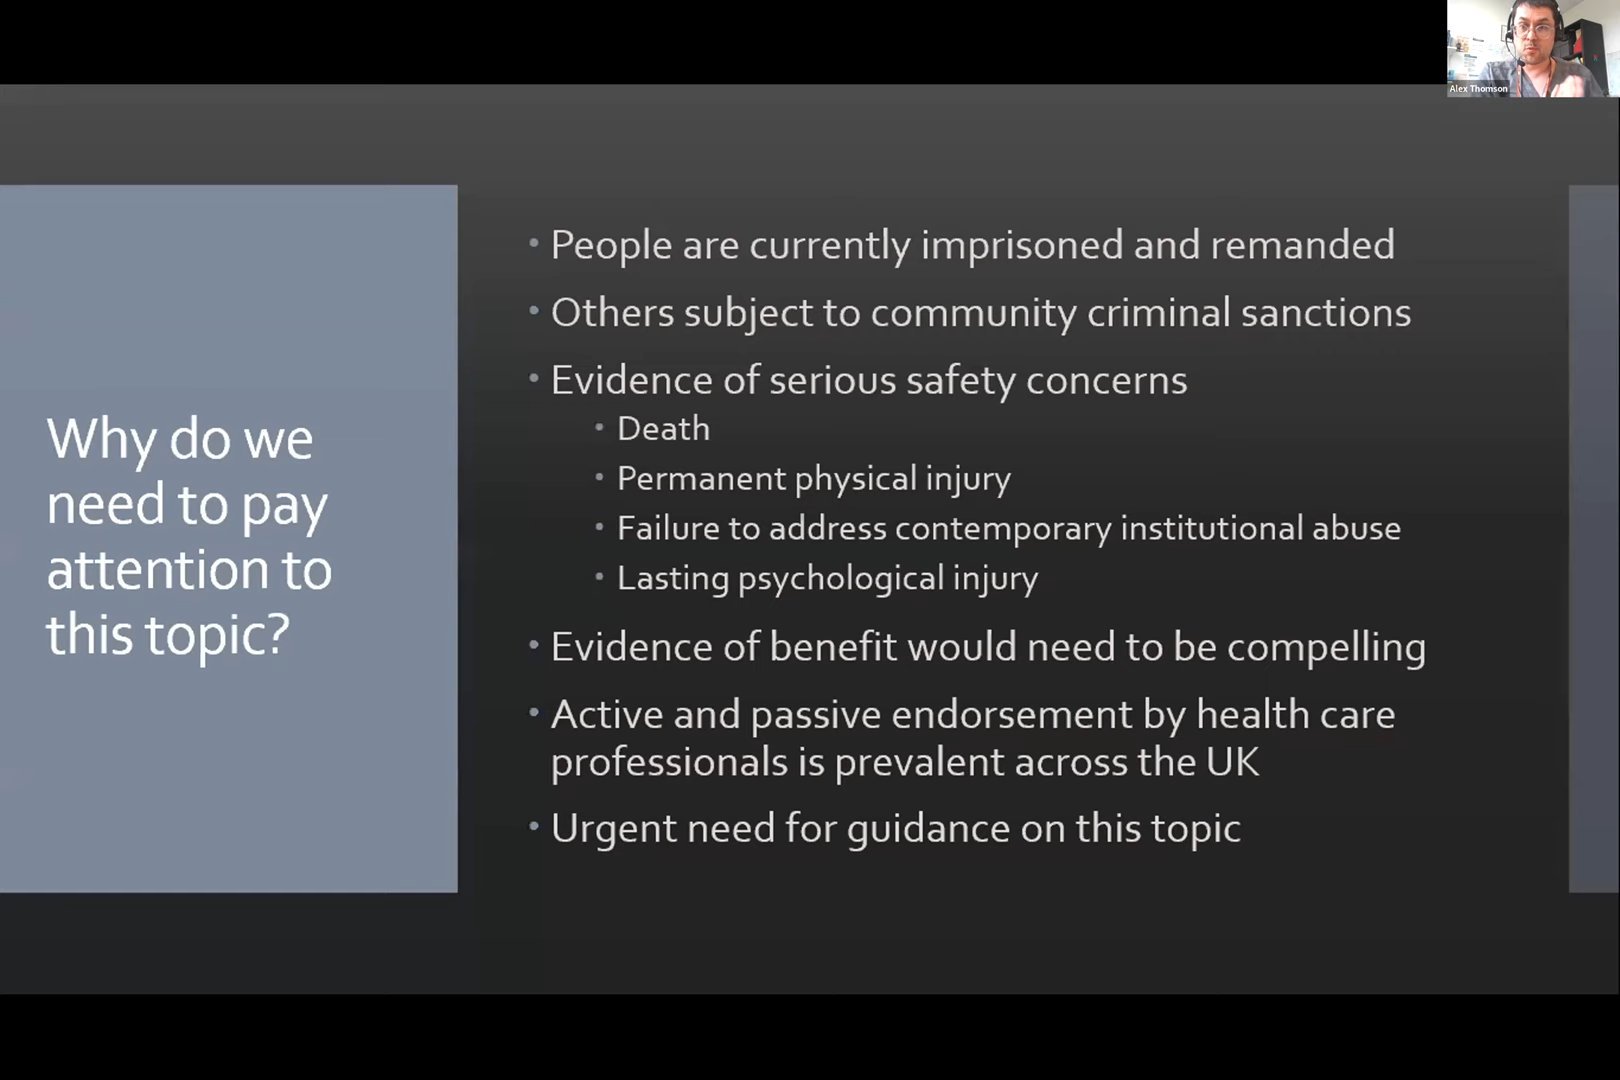 Alex Thomson
Why do we
need to pay
attention to
this topic?
• People are currently imprisoned and remanded
• Others subject to community criminal sanctions
• Evidence of serious safety concerns
• Death
• Permanent physical injury
• Failure to address contemporary institutional abuse
• Lasting psychological injury
• Evidence of benefit would need to be compelling
• Active and passive endorsement by health care
professionals is prevalent across the UK
• Urgent need for guidance on this topic